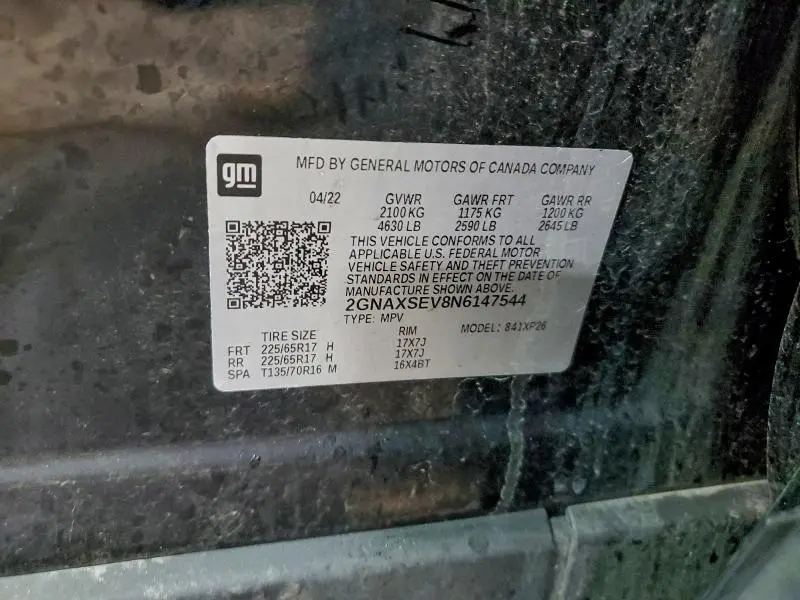 gm
MFD BY GENERAL MOTORS OF CANADA COMPANY
04/22 GVWR GAWR FRT GAWR RR
2100 KG 1175 KG 1200 KG
4630 LB 2590 LB 2645 LB
THIS VEHICLE CONFORMS TO ALL
APPLICABLE U.S. FEDERAL MOTOR
VEHICLE SAFETY AND THEFT PREVENTION
STANDARDS IN EFFECT ON THE DATE OF
MANUFACTURE SHOWN ABOVE.
2GNAXSEV8N6147544
TYPE: MPV MODEL: 841XP26
TIRE SIZE RIM
FRT 225/65R17 H 17X7J
RR 225/65R17 H 17X7J
SPA T135/70R16 M 16X4BT